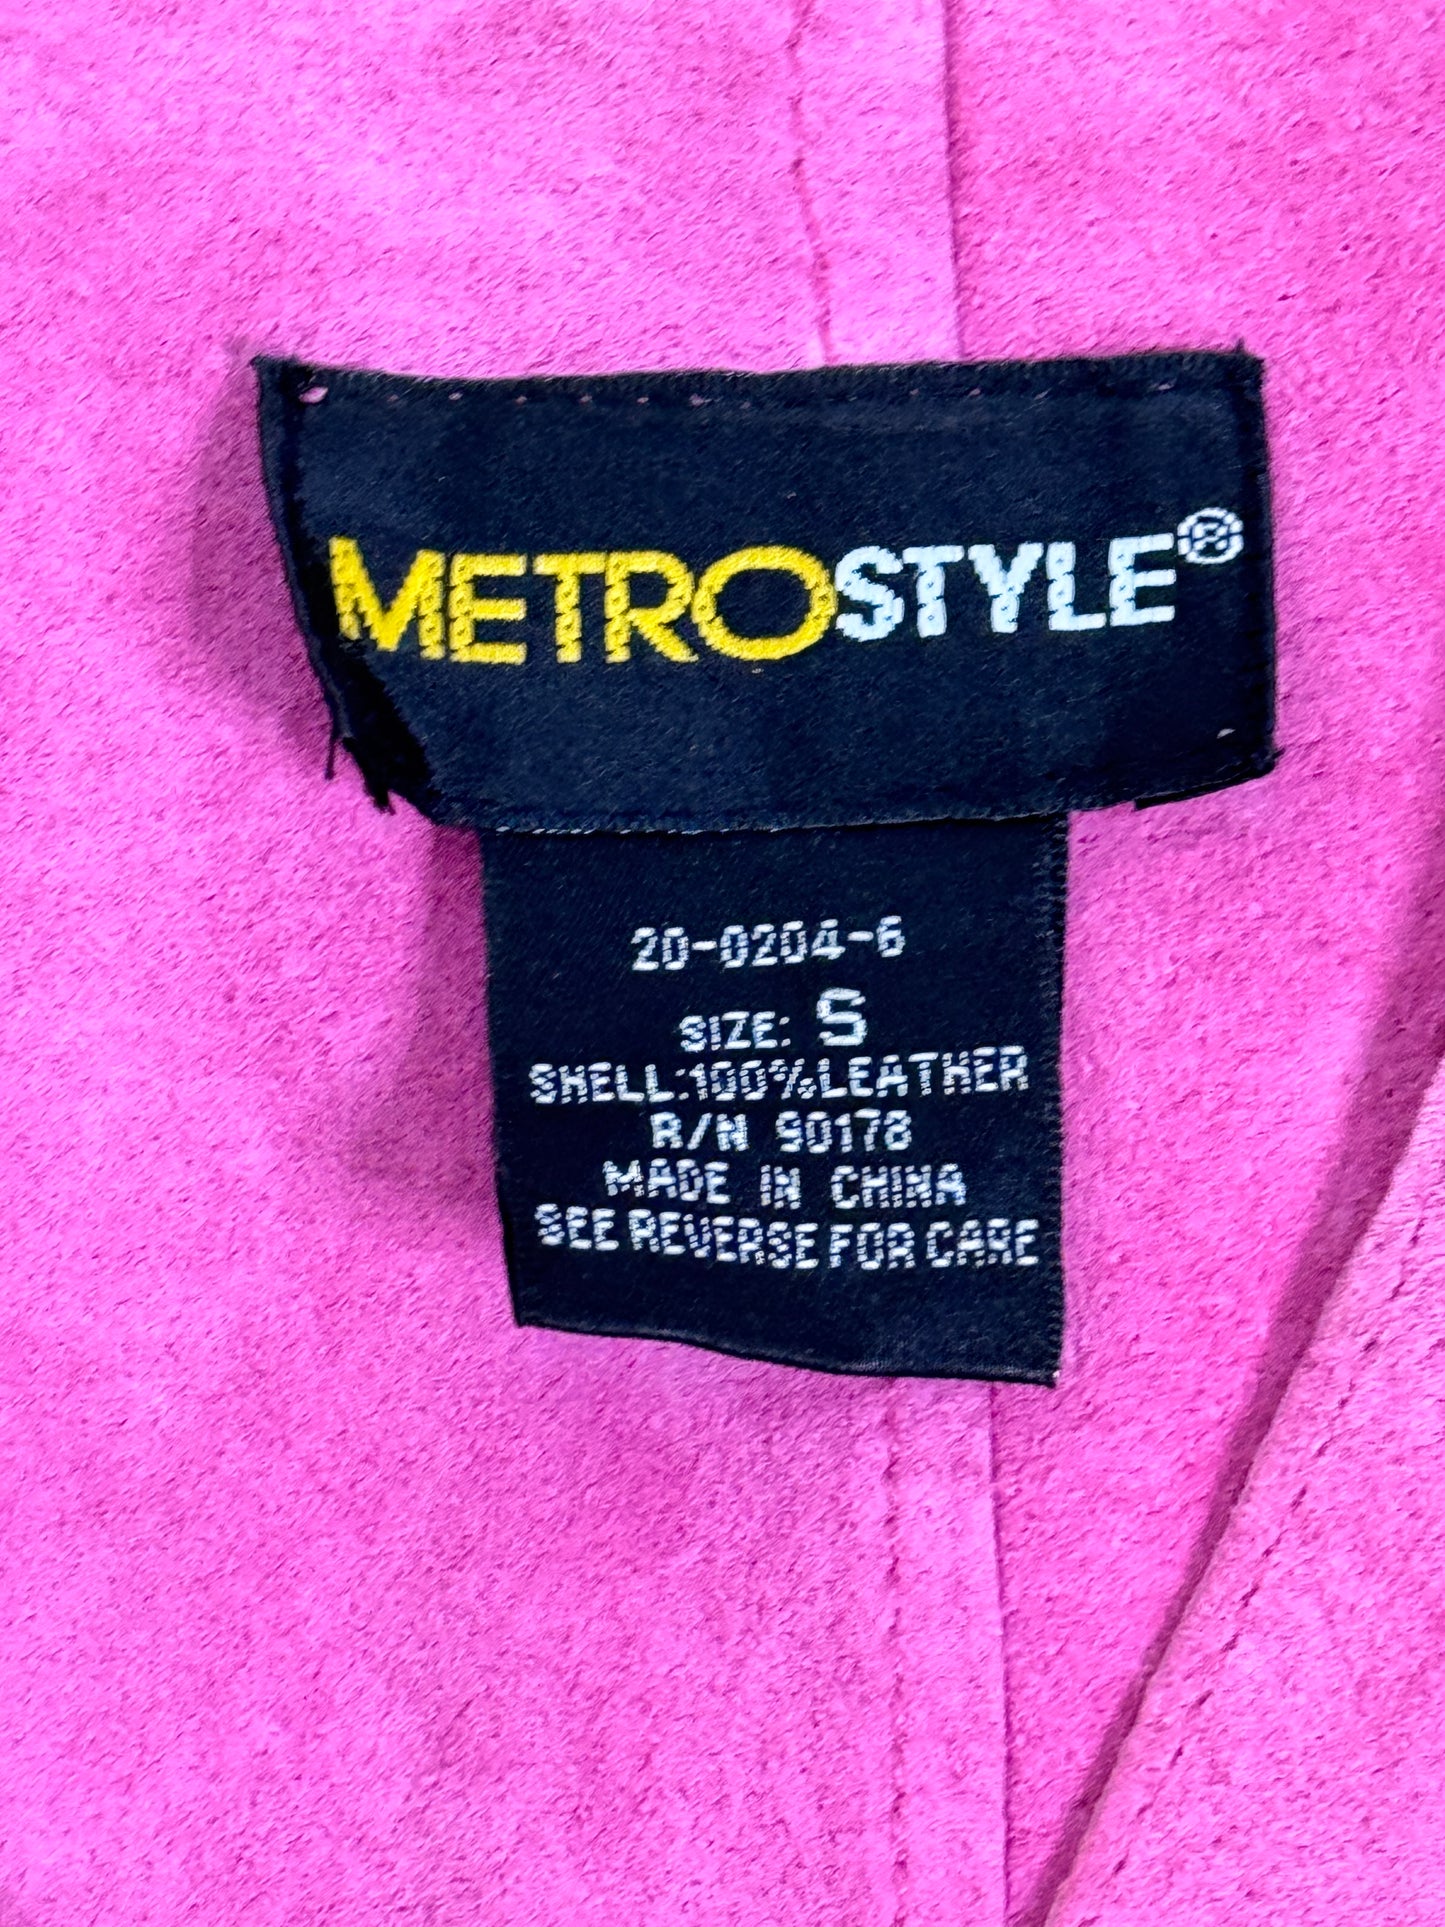 METROSTYLE®
20-0204-6
SIZE: S
SHELL:100%LEATHER
R/N 90178
MADE IN CHINA
SEE REVERSE FOR CARE